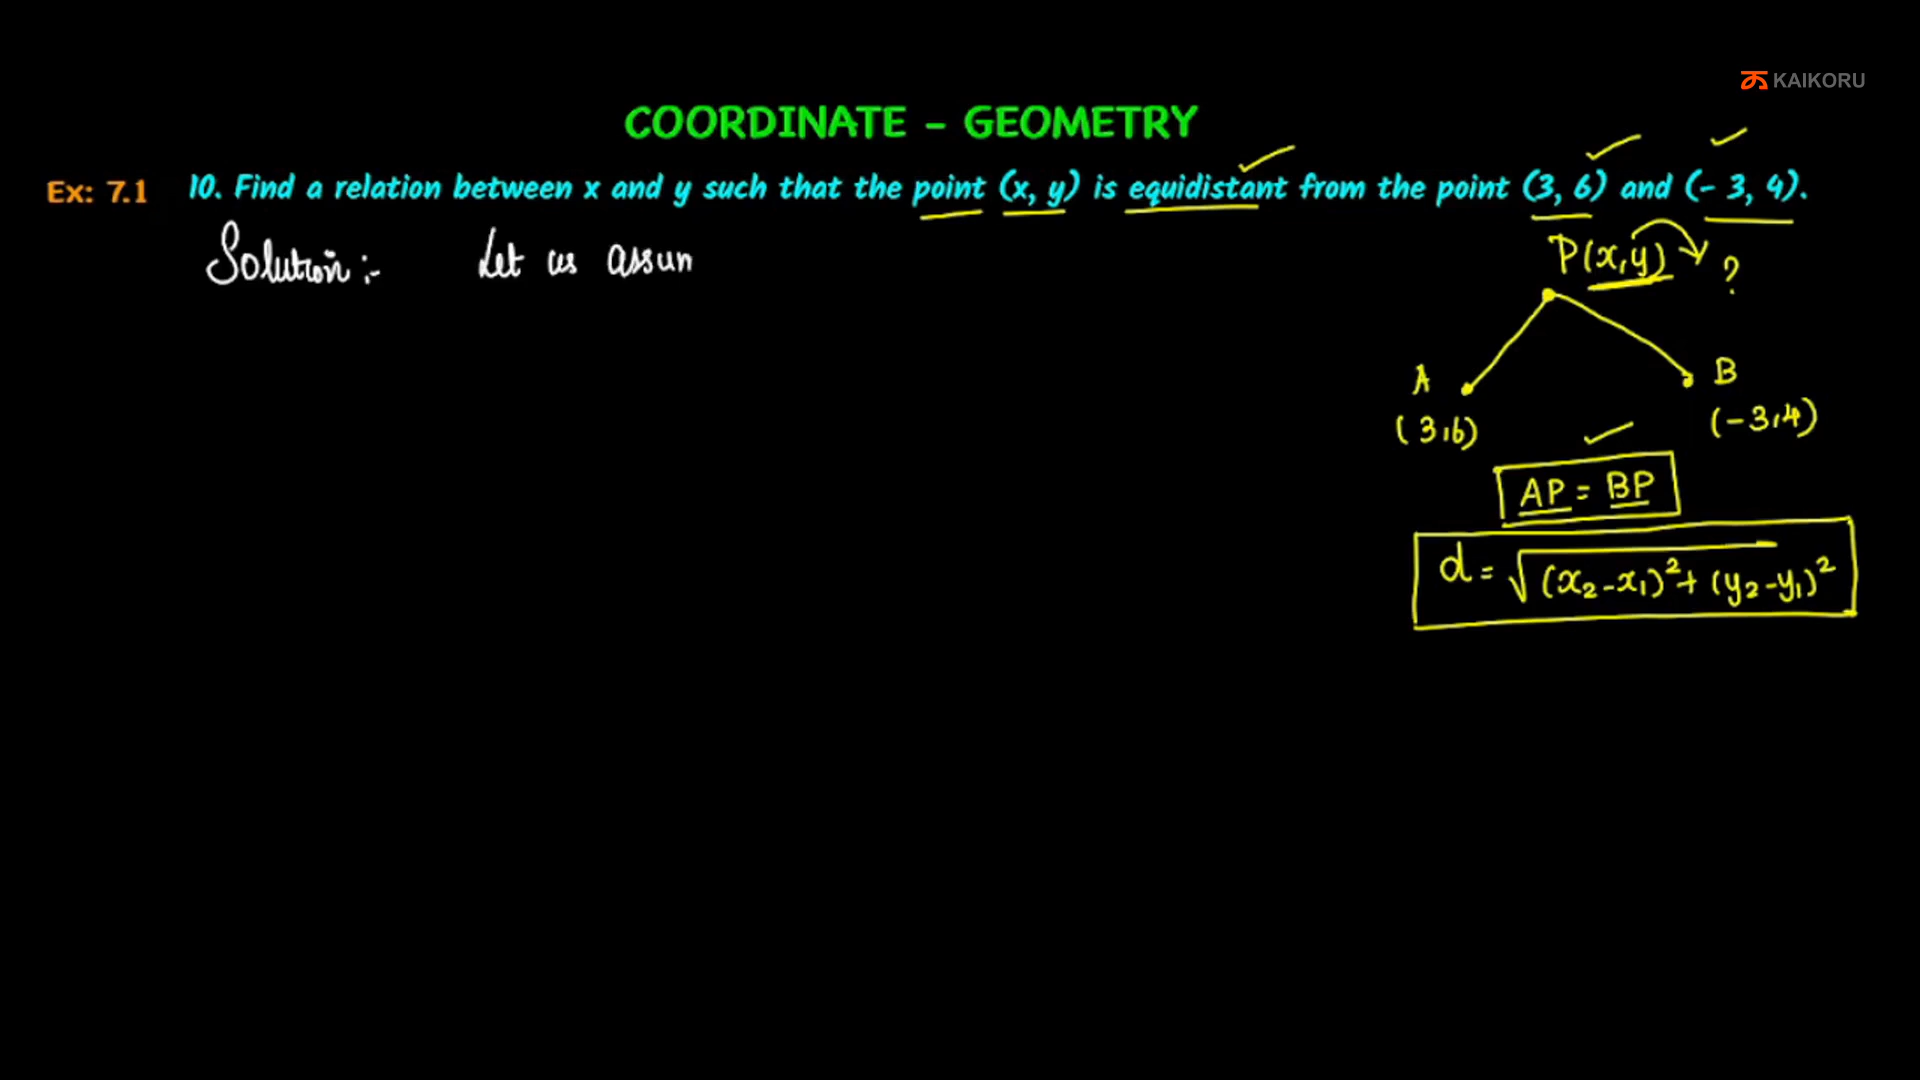 KAIKORU
COORDINATE – GEOMETRY
Ex: 7.1 10. Find a relation between x and y such that the point (x, y) is equidistant from the point (3, 6) and (- 3, 4).
Solution :- Let us assum
P(x,y) ?
A B
(3,6) (-3,4)
AP = BP
d = √(x₂-x₁)²+(y₂-y₁)²